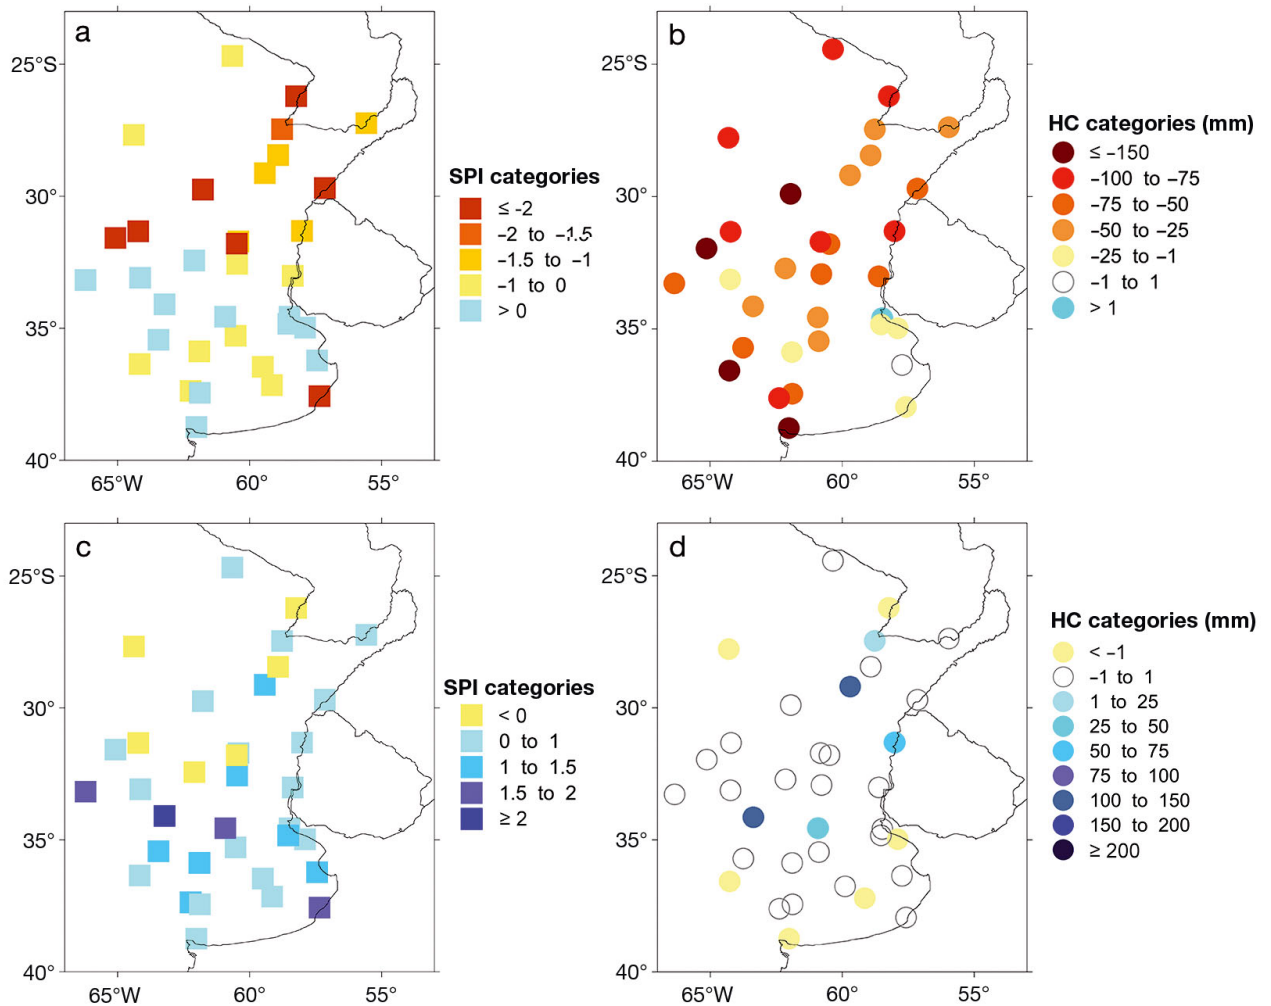 a
25°S
30°
35°
40°
65°W 60° 55°
SPI categories
≤ -2
-2 to -1.5
-1.5 to -1
-1 to 0
> 0
b
25°S
30°
35°
40°
65°W 60° 55°
HC categories (mm)
≤ -150
-100 to -75
-75 to -50
-50 to -25
-25 to -1
-1 to 1
> 1
c
25°S
30°
35°
40°
65°W 60° 55°
SPI categories
< 0
0 to 1
1 to 1.5
1.5 to 2
≥ 2
d
25°S
30°
35°
40°
65°W 60° 55°
HC categories (mm)
< -1
-1 to 1
1 to 25
25 to 50
50 to 75
75 to 100
100 to 150
150 to 200
≥ 200